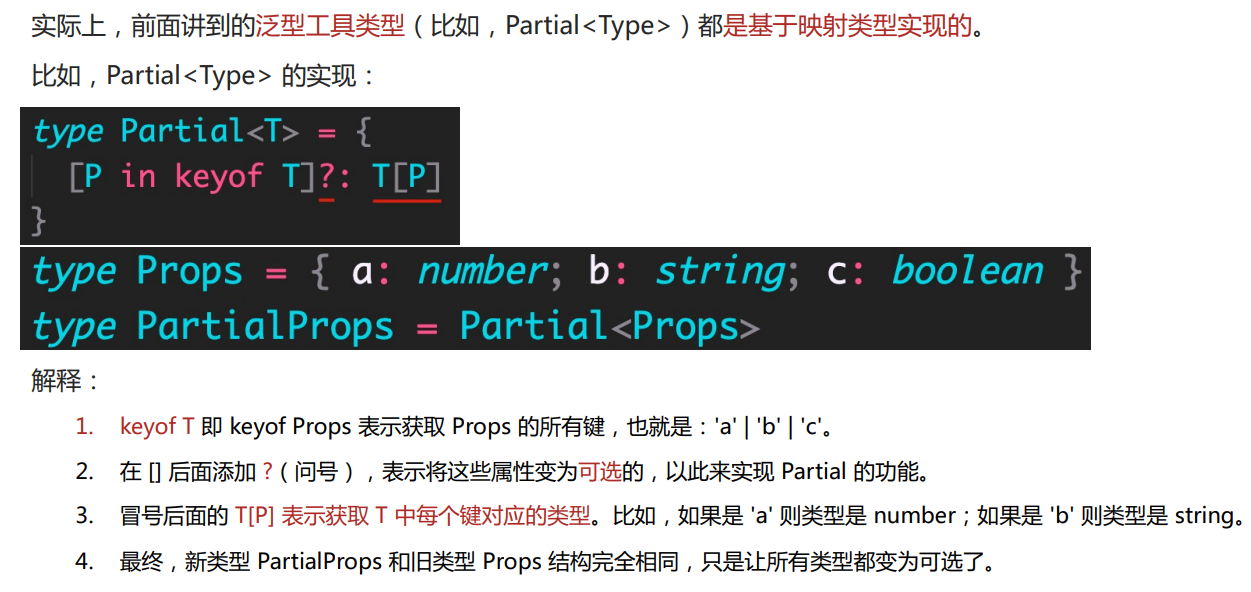 实际上，前面讲到的泛型工具类型（比如，Partial<Type>）都是基于映射类型实现的。
比如，Partial<Type> 的实现：
type Partial<T> = {
[P in keyof T]?: T[P]
}
type Props = { a: number; b: string; c: boolean }
type PartialProps = Partial<Props>
解释：
1. keyof T 即 keyof Props 表示获取 Props 的所有键，也就是：'a' | 'b' | 'c'。
2. 在 [] 后面添加 ?（问号），表示将这些属性变为可选的，以此来实现 Partial 的功能。
3. 冒号后面的 T[P] 表示获取 T 中每个键对应的类型。比如，如果是 'a' 则类型是 number；如果是 'b' 则类型是 string。
4. 最终，新类型 PartialProps 和旧类型 Props 结构完全相同，只是让所有类型都变为可选了。